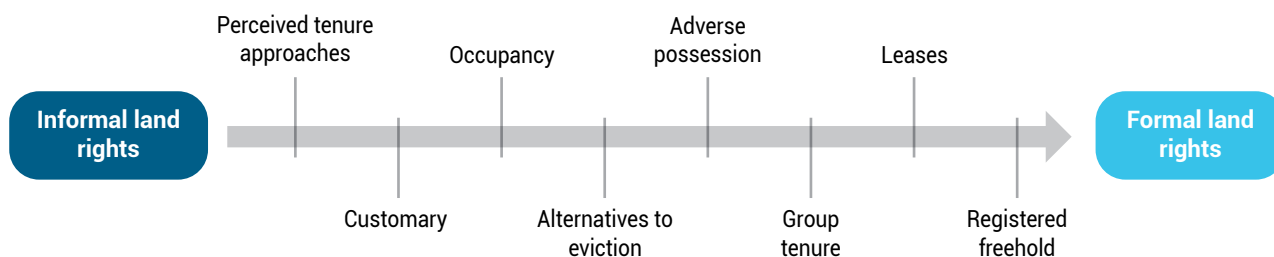 Perceived tenure
approaches
Occupancy
Adverse
possession
Leases
Informal land
rights
Formal land
rights
Customary
Alternatives to
eviction
Group
tenure
Registered
freehold